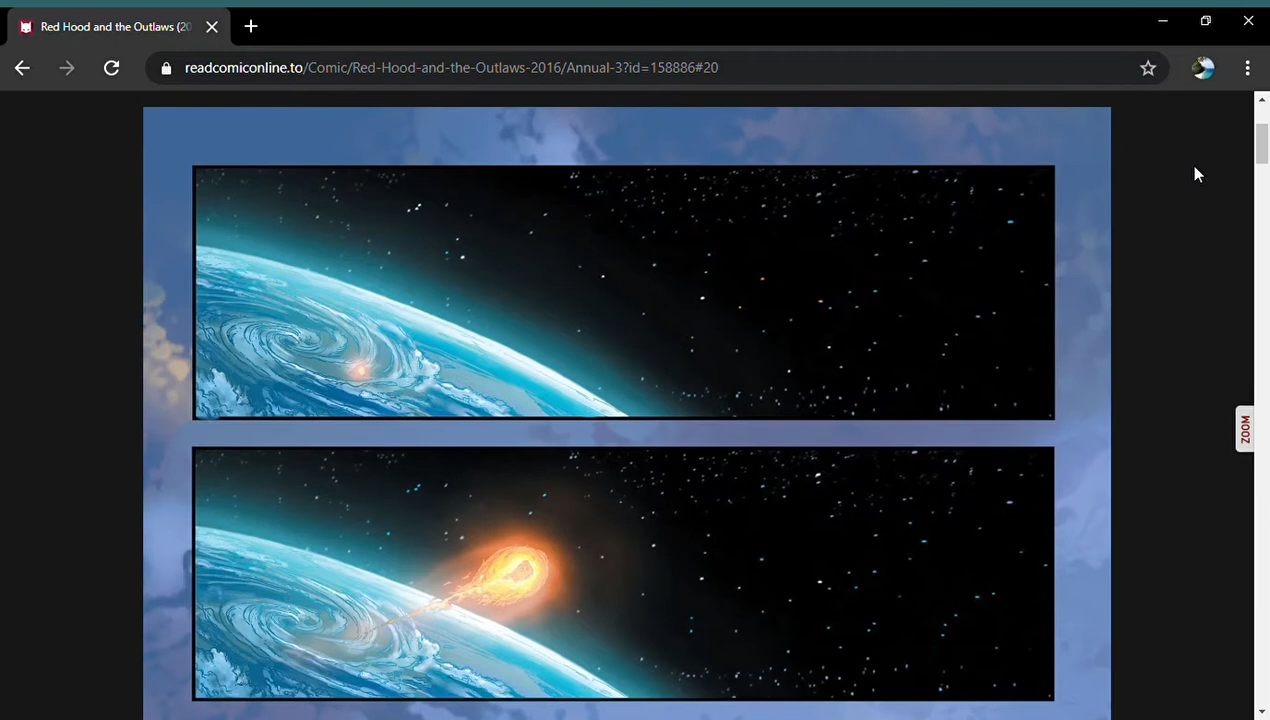 Red Hood and the Outlaws (20
readcomiconline.to/Comic/Red-Hood-and-the-Outlaws-2016/Annual-3?id=158886#20
ZOOM